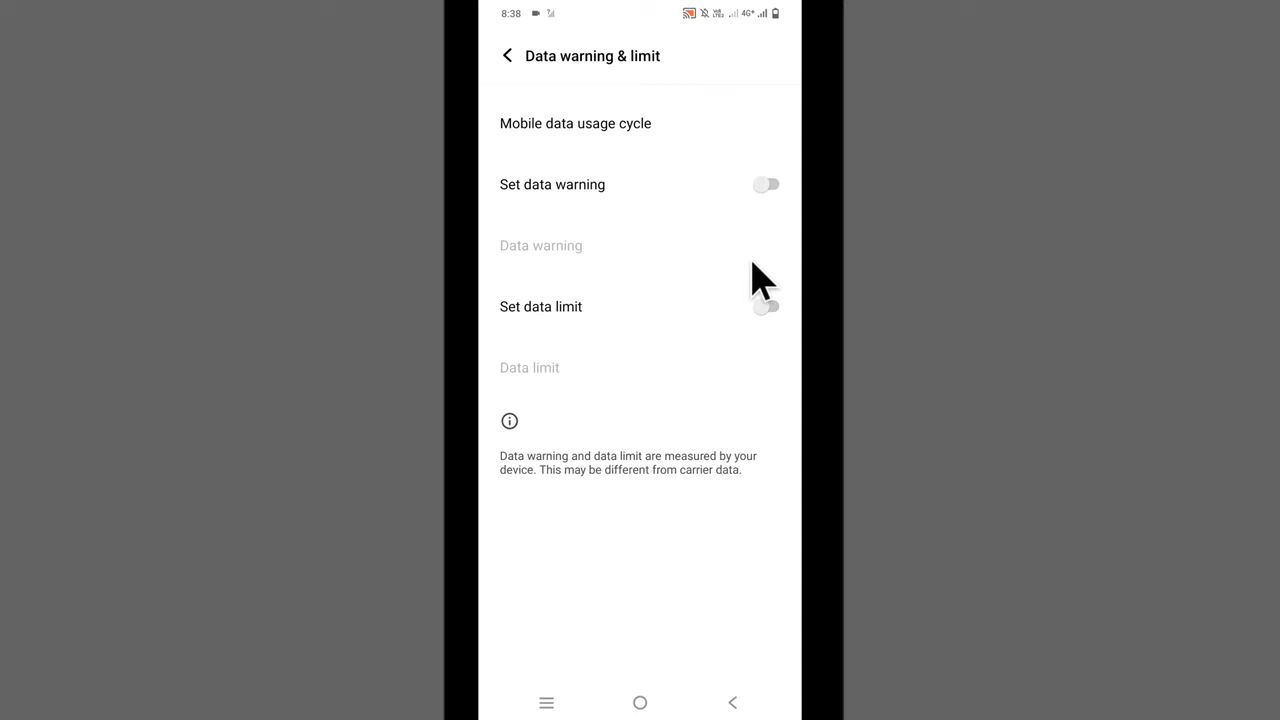 8:38
4G+
Data warning & limit
Mobile data usage cycle
Set data warning
Data warning
Set data limit
Data limit
Data warning and data limit are measured by your
device. This may be different from carrier data.